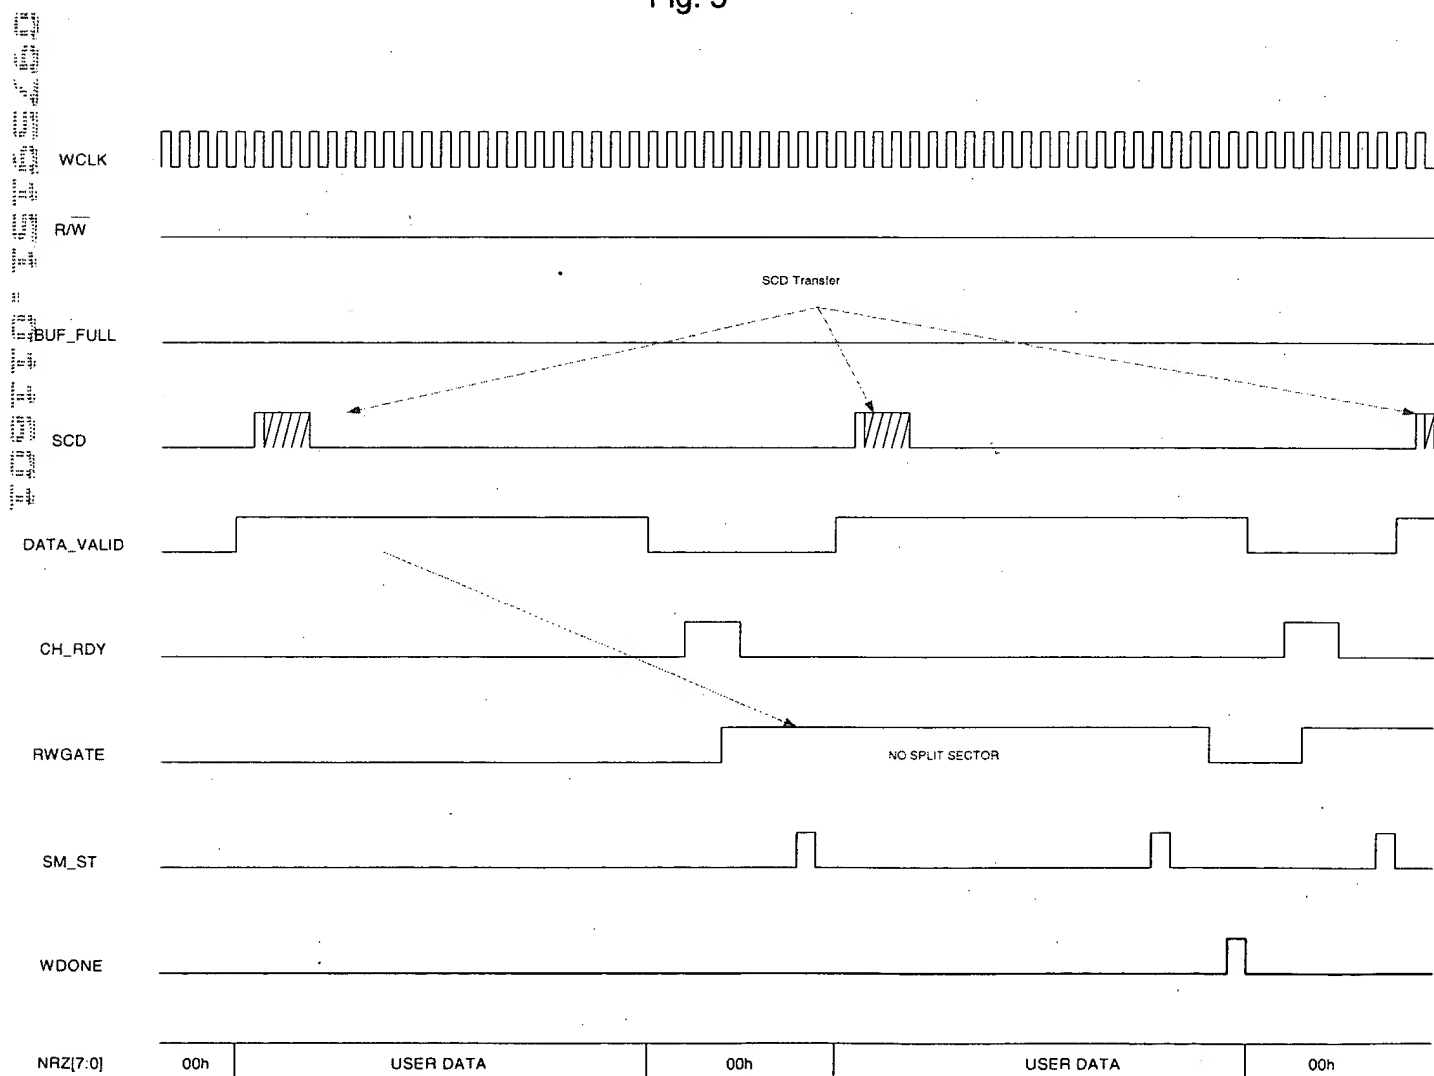 WCLK
R/W̅
SCD Transfer
BUF_FULL
SCD
DATA_VALID
CH_RDY
RWGATE
NO SPLIT SECTOR
SM_ST
WDONE
NRZ[7:0] 00h USER DATA 00h USER DATA 00h